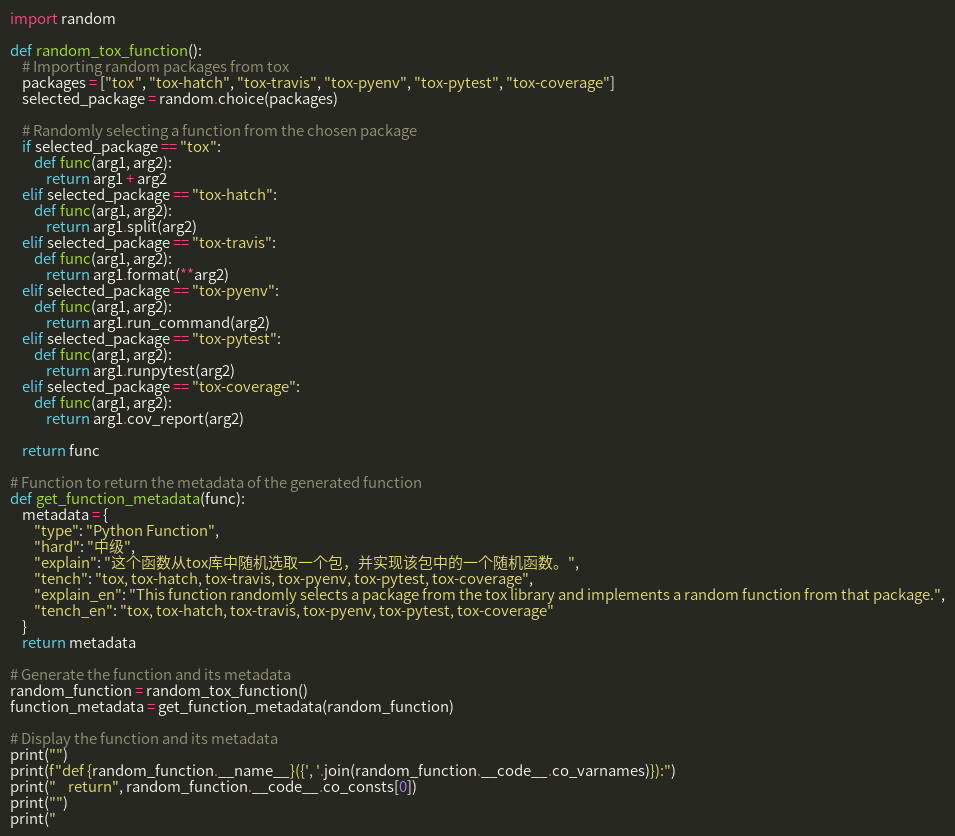 import random

def random_tox_function():
    # Importing random packages from tox
    packages = ["tox", "tox-hatch", "tox-travis", "tox-pyenv", "tox-pytest", "tox-coverage"]
    selected_package = random.choice(packages)

    # Randomly selecting a function from the chosen package
    if selected_package == "tox":
        def func(arg1, arg2):
            return arg1 + arg2
    elif selected_package == "tox-hatch":
        def func(arg1, arg2):
            return arg1.split(arg2)
    elif selected_package == "tox-travis":
        def func(arg1, arg2):
            return arg1.format(**arg2)
    elif selected_package == "tox-pyenv":
        def func(arg1, arg2):
            return arg1.run_command(arg2)
    elif selected_package == "tox-pytest":
        def func(arg1, arg2):
            return arg1.runpytest(arg2)
    elif selected_package == "tox-coverage":
        def func(arg1, arg2):
            return arg1.cov_report(arg2)

    return func

# Function to return the metadata of the generated function
def get_function_metadata(func):
    metadata = {
        "type": "Python Function",
        "hard": "中级",
        "explain": "这个函数从tox库中随机选取一个包，并实现该包中的一个随机函数。",
        "tench": "tox, tox-hatch, tox-travis, tox-pyenv, tox-pytest, tox-coverage",
        "explain_en": "This function randomly selects a package from the tox library and implements a random function from that package.",
        "tench_en": "tox, tox-hatch, tox-travis, tox-pyenv, tox-pytest, tox-coverage"
    }
    return metadata

# Generate the function and its metadata
random_function = random_tox_function()
function_metadata = get_function_metadata(random_function)

# Display the function and its metadata
print("")
print(f"def {random_function.__name__}({', '.join(random_function.__code__.co_varnames)}):")
print("    return", random_function.__code__.co_consts[0])
print("")
print("